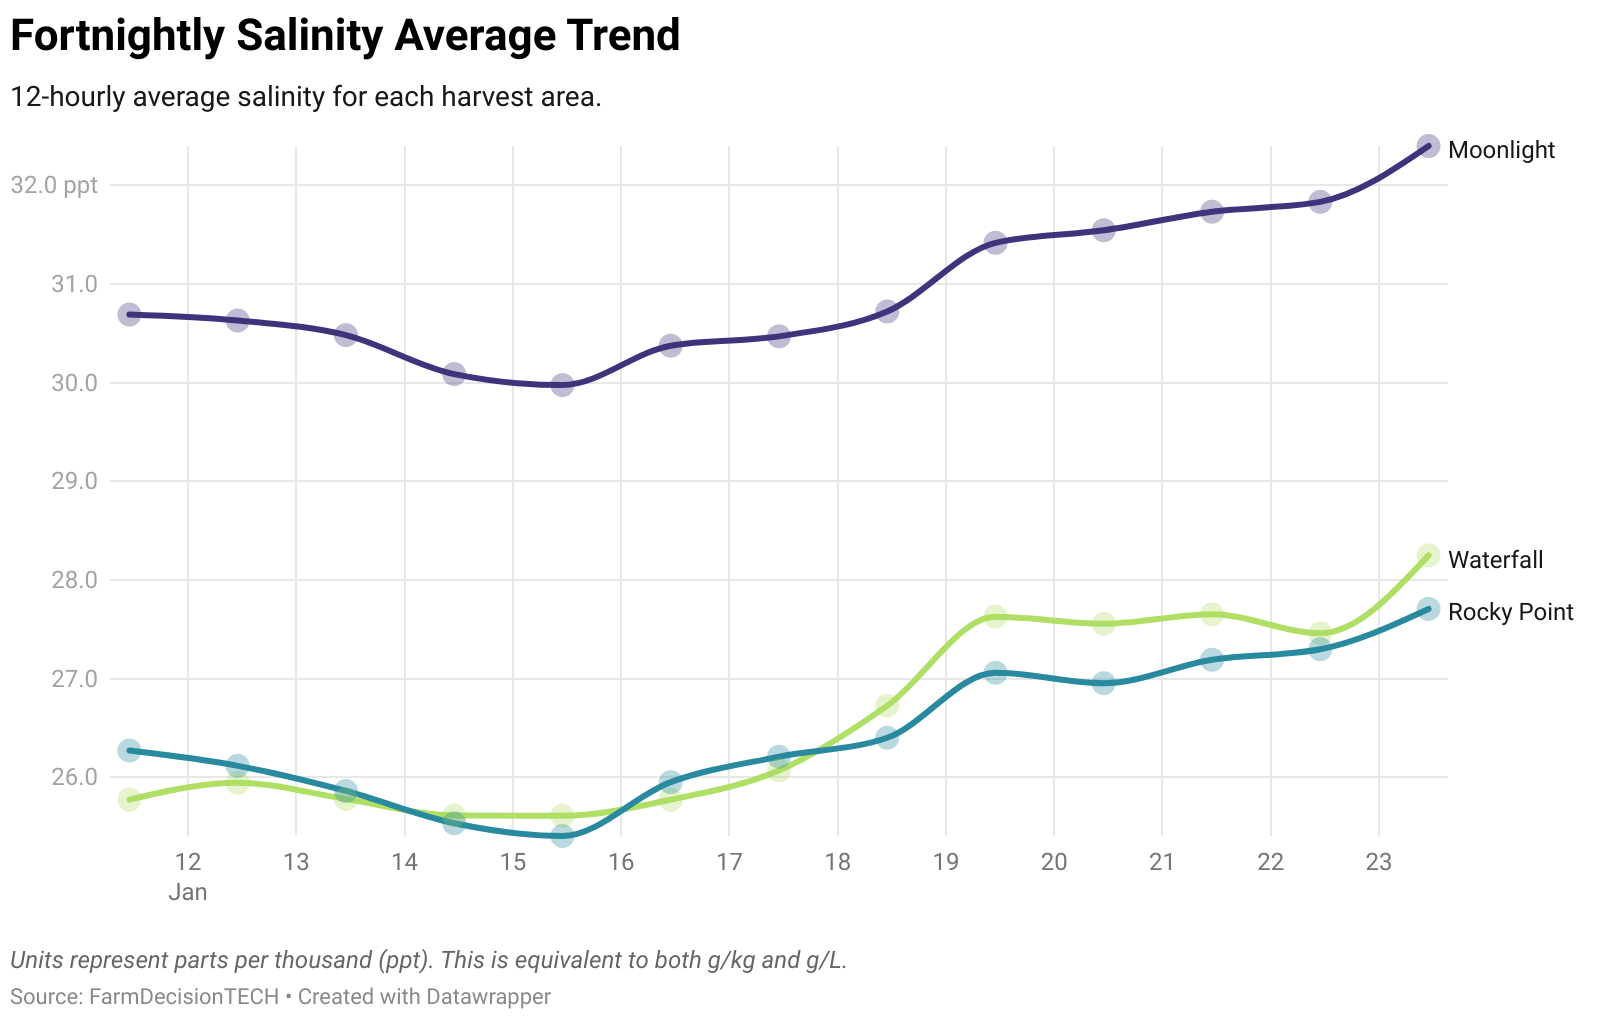 Fortnightly Salinity Average Trend
12-hourly average salinity for each harvest area.
Moonlight
32.0 ppt
31.0
30.0
29.0
28.0
Waterfall
Rocky Point
27.0
26.0
12 13 14 15 16 17 18 19 20 21 22 23
Jan
Units represent parts per thousand (ppt). This is equivalent to both g/kg and g/L.
Source: FarmDecisionTECH • Created with Datawrapper